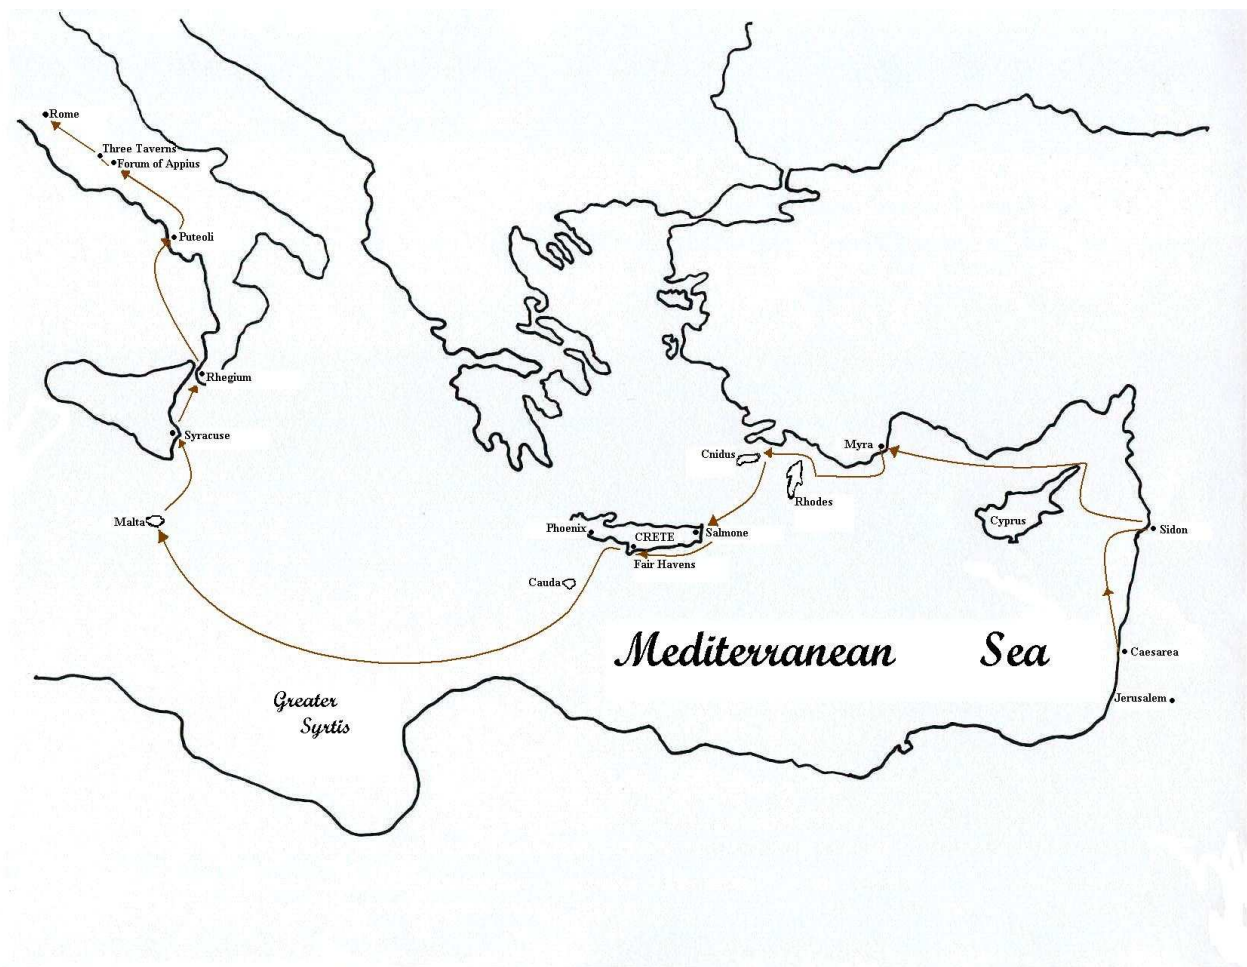 Rome
Three Taverns
Forum of Appius
Puteoli
Rhegium
Syracuse
Malta
Myra
Cnidus
Rhodes
Cyprus
Phoenix
CRETE
Salmone
Fair Havens
Sidon
Cauda
Mediterranean Sea
Caesarea
Jerusalem
Greater
Syrtis